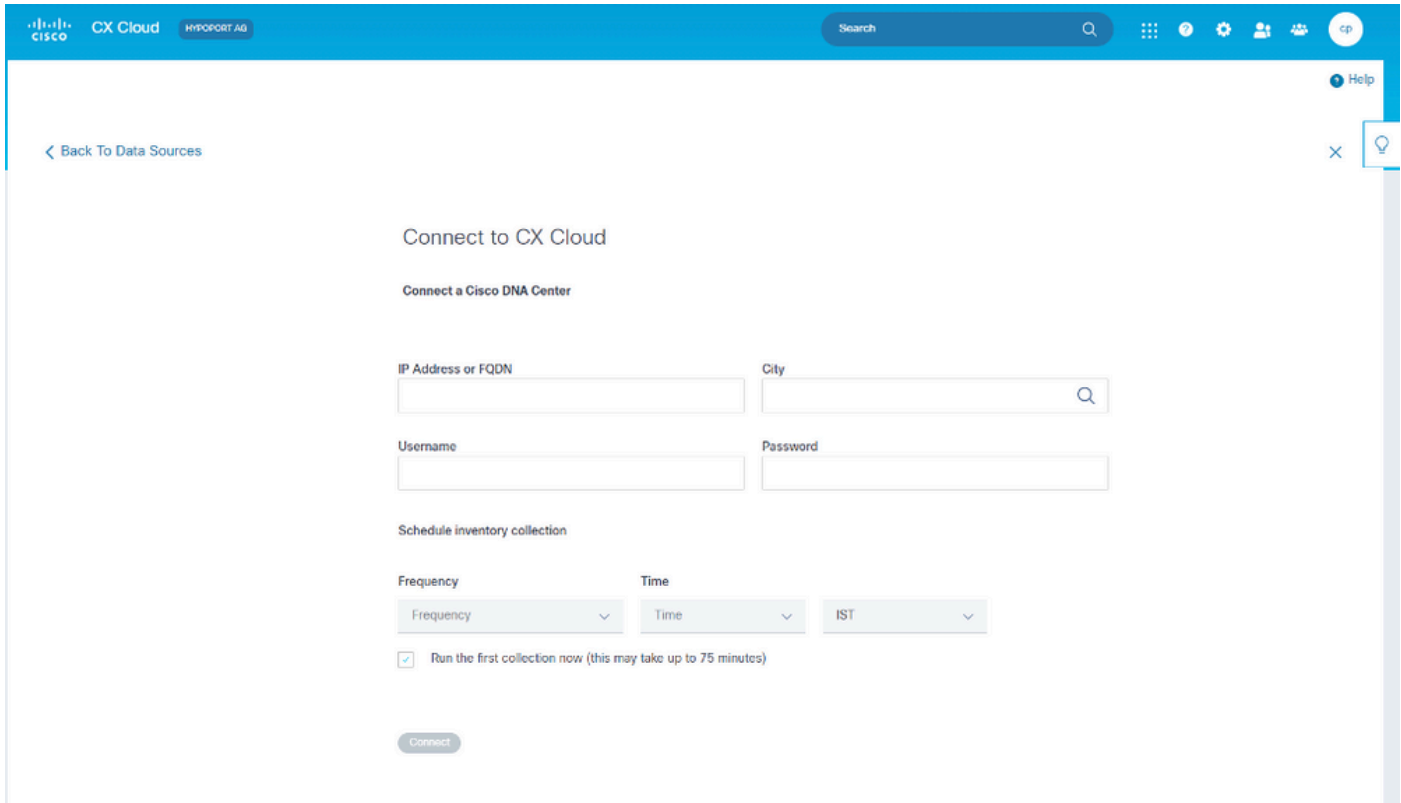 CISCO CX Cloud HYPOPORT AG Search cp
Help
Back To Data Sources
Connect to CX Cloud
Connect a Cisco DNA Center
IP Address or FQDN City
Username Password
Schedule inventory collection
Frequency Time
Frequency Time IST
Run the first collection now (this may take up to 75 minutes)
Connect